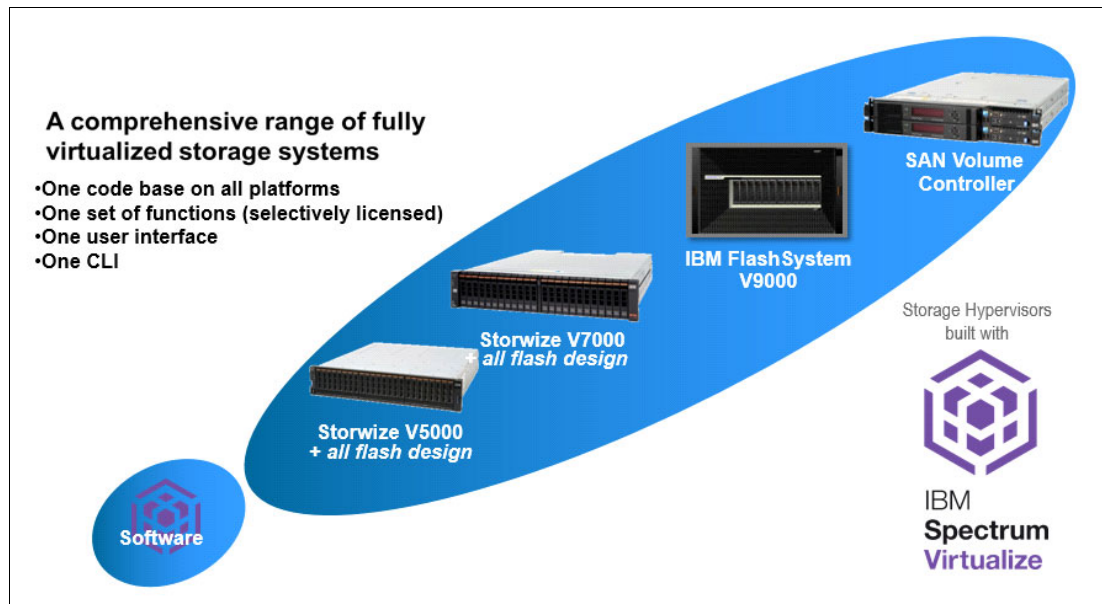 A comprehensive range of fully
virtualized storage systems
•One code base on all platforms
•One set of functions (selectively licensed)
•One user interface
•One CLI
SAN Volume
Controller
IBM FlashSystem
V9000
Storwize V7000
+ all flash design
Storwize V5000
+ all flash design
Software
Storage Hypervisors
built with
IBM
Spectrum
Virtualize